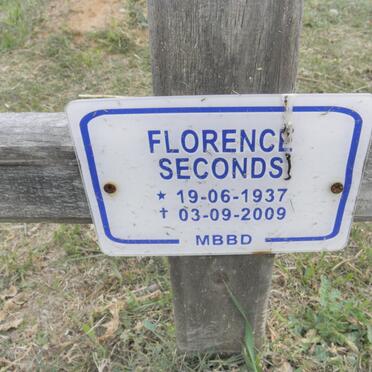 FLORENCE
SECONDS
* 19-06-1937
† 03-09-2009
MBBD